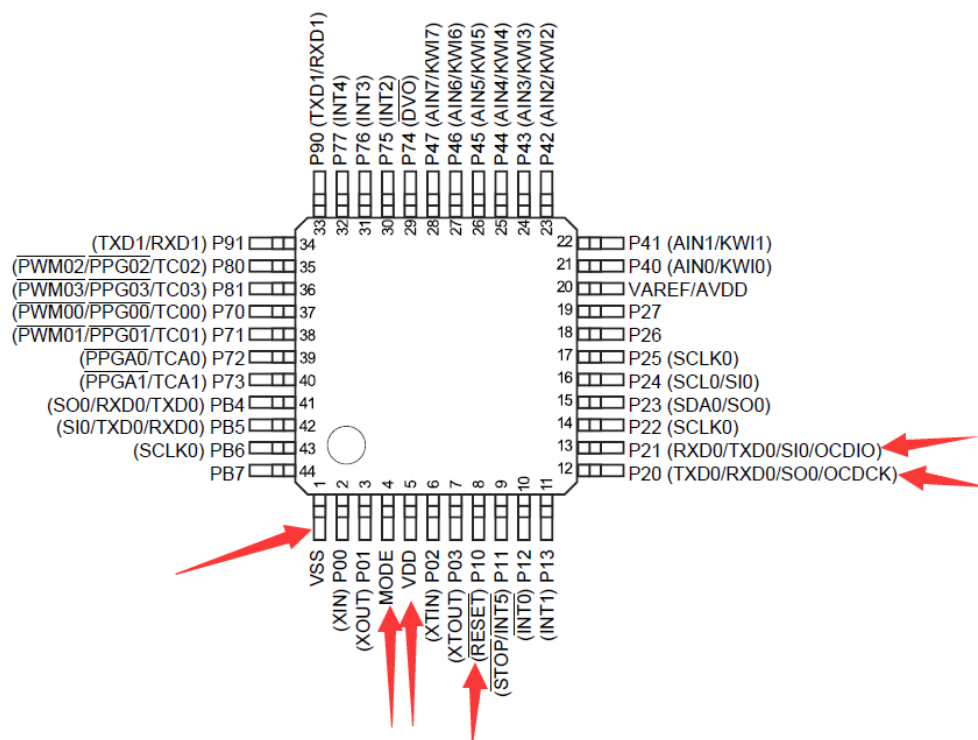 P90 (TXD1/RXD1)
P77 (INT4)
P76 (INT3)
P75 (INT2)
P74 (DVO)
P47 (AIN7/KWI7)
P46 (AIN6/KWI6)
P45 (AIN5/KWI5)
P44 (AIN4/KWI4)
P43 (AIN3/KWI3)
P42 (AIN2/KWI2)
33
32
31
30
29
28
27
26
25
24
23
(TXD1/RXD1) P91
34
(PWM02/PPG02/TC02) P80
35
(PWM03/PPG03/TC03) P81
36
(PWM00/PPG00/TC00) P70
37
(PWM01/PPG01/TC01) P71
38
(PPGA0/TCA0) P72
39
(PPGA1/TCA1) P73
40
(SO0/RXD0/TXD0) PB4
41
(SI0/TXD0/RXD0) PB5
42
(SCLK0) PB6
43
PB7
44
22
P41 (AIN1/KWI1)
21
P40 (AIN0/KWI0)
20
VAREF/AVDD
19
P27
18
P26
17
P25 (SCLK0)
16
P24 (SCL0/SI0)
15
P23 (SDA0/SO0)
14
P22 (SCLK0)
13
P21 (RXD0/TXD0/SI0/OCDIO)
12
P20 (TXD0/RXD0/SO0/OCDCK)
1
2
3
4
5
6
7
8
9
10
11
VSS
(XIN) P00
(XOUT) P01
MODE
VDD
(XTIN) P02
(XTOUT) P03
(RESET) P10
(STOP/INT5) P11
(INT0) P12
(INT1) P13